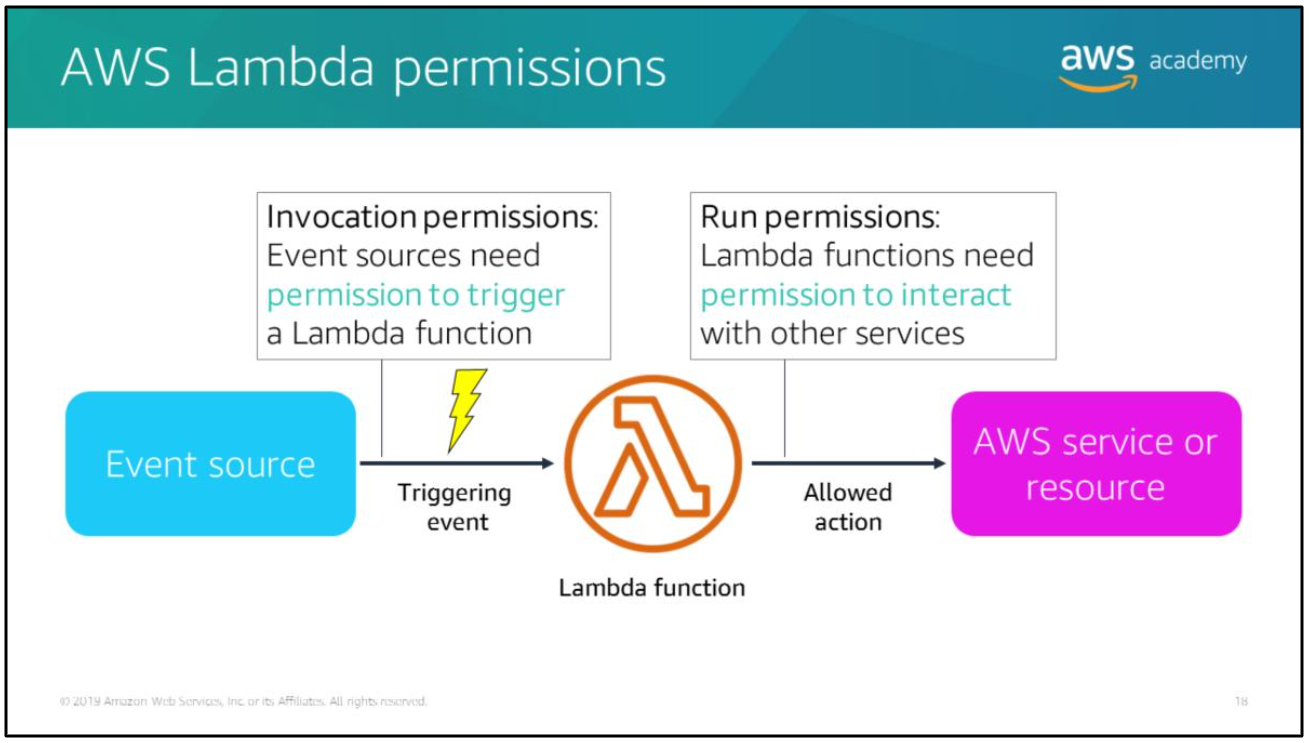 AWS Lambda permissions
aws academy
Invocation permissions:
Event sources need
permission to trigger
a Lambda function
Run permissions:
Lambda functions need
permission to interact
with other services
Event source
Triggering
event
Lambda function
Allowed
action
AWS service or
resource
© 2019 Amazon Web Services, Inc. or its Affiliates. All rights reserved.
18